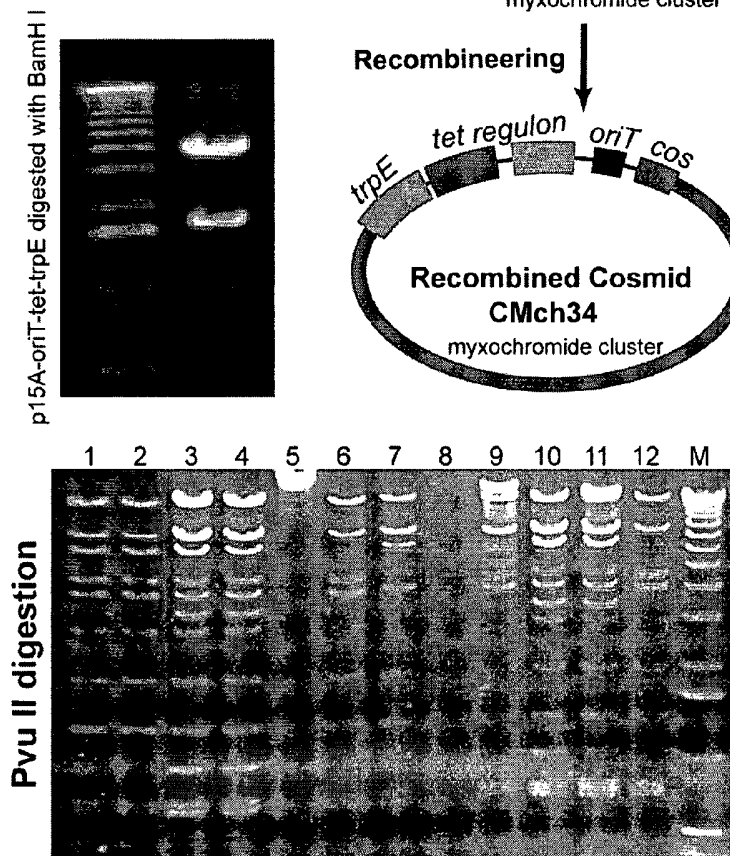 myxochromide cluster
p15A-oriT-tet-trpE digested with BamH I
Recombineering
trpE
tet regulon
oriT
cos
Recombined Cosmid
CMch34
myxochromide cluster
1 2 3 4 5 6 7 8 9 10 11 12 M
Pvu II digestion